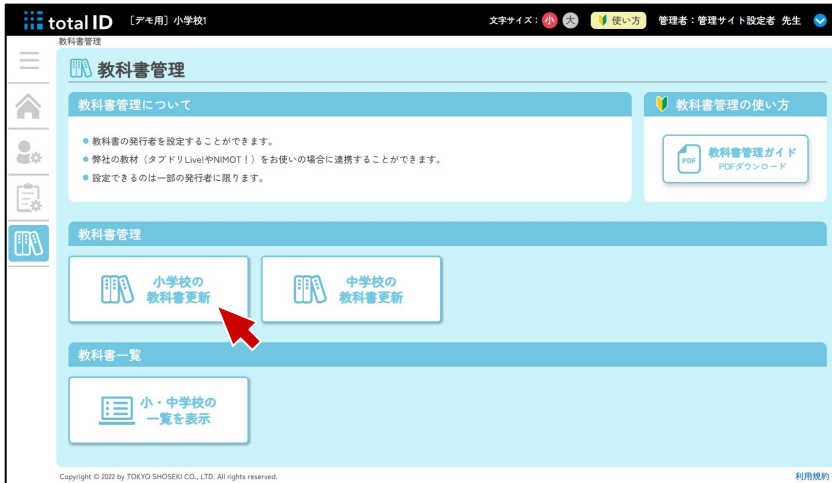 total ID ［デモ用］小学校1 文字サイズ：小 大 使い方 管理者：管理サイト設定者 先生
教科書管理
教科書管理
教科書管理について
● 教科書の発行者を設定することができます。
● 弊社の教材（タブドリLive!やNIMOT！）をお使いの場合に連携することができます。
● 設定できるのは一部の発行者に限ります。
教科書管理の使い方
PDF
教科書管理ガイド
PDFダウンロード
教科書管理
小学校の
教科書更新
中学校の
教科書更新
教科書一覧
小・中学校の
一覧を表示
Copyright © 2022 by TOKYO SHOSEKI CO., LTD. All rights reserved. 利用規約